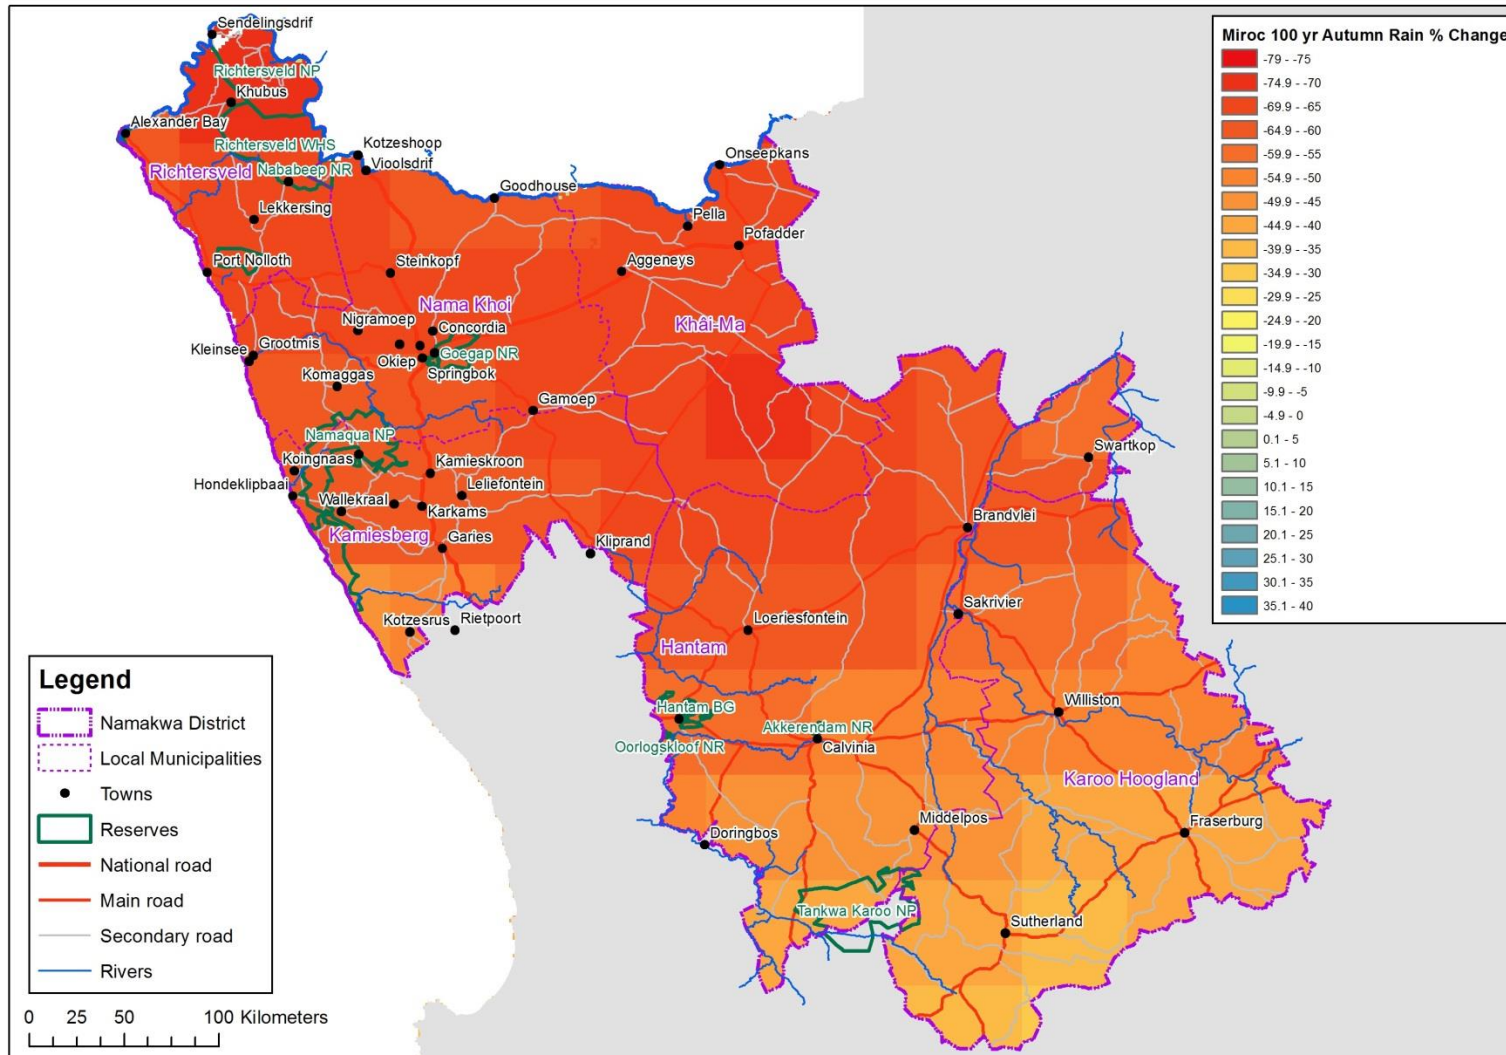 Miroc 100 yr Autumn Rain % Change
-79 - -75
-74.9 - -70
-69.9 - -65
-64.9 - -60
-59.9 - -55
-54.9 - -50
-49.9 - -45
-44.9 - -40
-39.9 - -35
-34.9 - -30
-29.9 - -25
-24.9 - -20
-19.9 - -15
-14.9 - -10
-9.9 - -5
-4.9 - 0
0.1 - 5
5.1 - 10
10.1 - 15
15.1 - 20
20.1 - 25
25.1 - 30
30.1 - 35
35.1 - 40
Sendelingsdrif
Richtersveld NP
Khubus
Alexander Bay
Richtersveld WHS
Kotzeshoop
Vioolsdrif
Richtersveld
Nababeep NR
Onseepkans
Goodhouse
Lekkersing
Pella
Pofadder
Port Nolloth
Steinkopf
Aggeneys
Nama Khoi
Nigramoep
Concordia
Khâi-Ma
Kleinsee
Grootmis
Okiep
Goegap NR
Springbok
Komaggas
Gamoep
Namaqua NP
Swartkop
Koingnaas
Kamieskroon
Hondeklipbaai
Wallekraal
Leliefontein
Karkams
Brandvlei
Kamiesberg
Garies
Kliprand
Kotzesrus
Rietpoort
Loeriesfontein
Sakrivier
Hantam
Hantam BG
Akkerendam NR
Williston
Oorlogskloof NR
Calvinia
Karoo Hoogland
Middelpos
Fraserburg
Doringbos
Tankwa Karoo NP
Sutherland
Legend
Namakwa District
Local Municipalities
Towns
Reserves
National road
Main road
Secondary road
Rivers
0 25 50 100 Kilometers